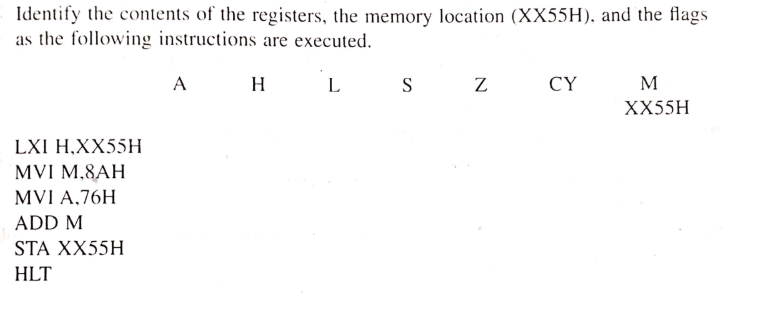 Identify the contents of the registers, the memory location (XX55H), and the flags
as the following instructions are executed.
A H L S Z CY M
XX55H
LXI H,XX55H
MVI M,8AH
MVI A,76H
ADD M
STA XX55H
HLT